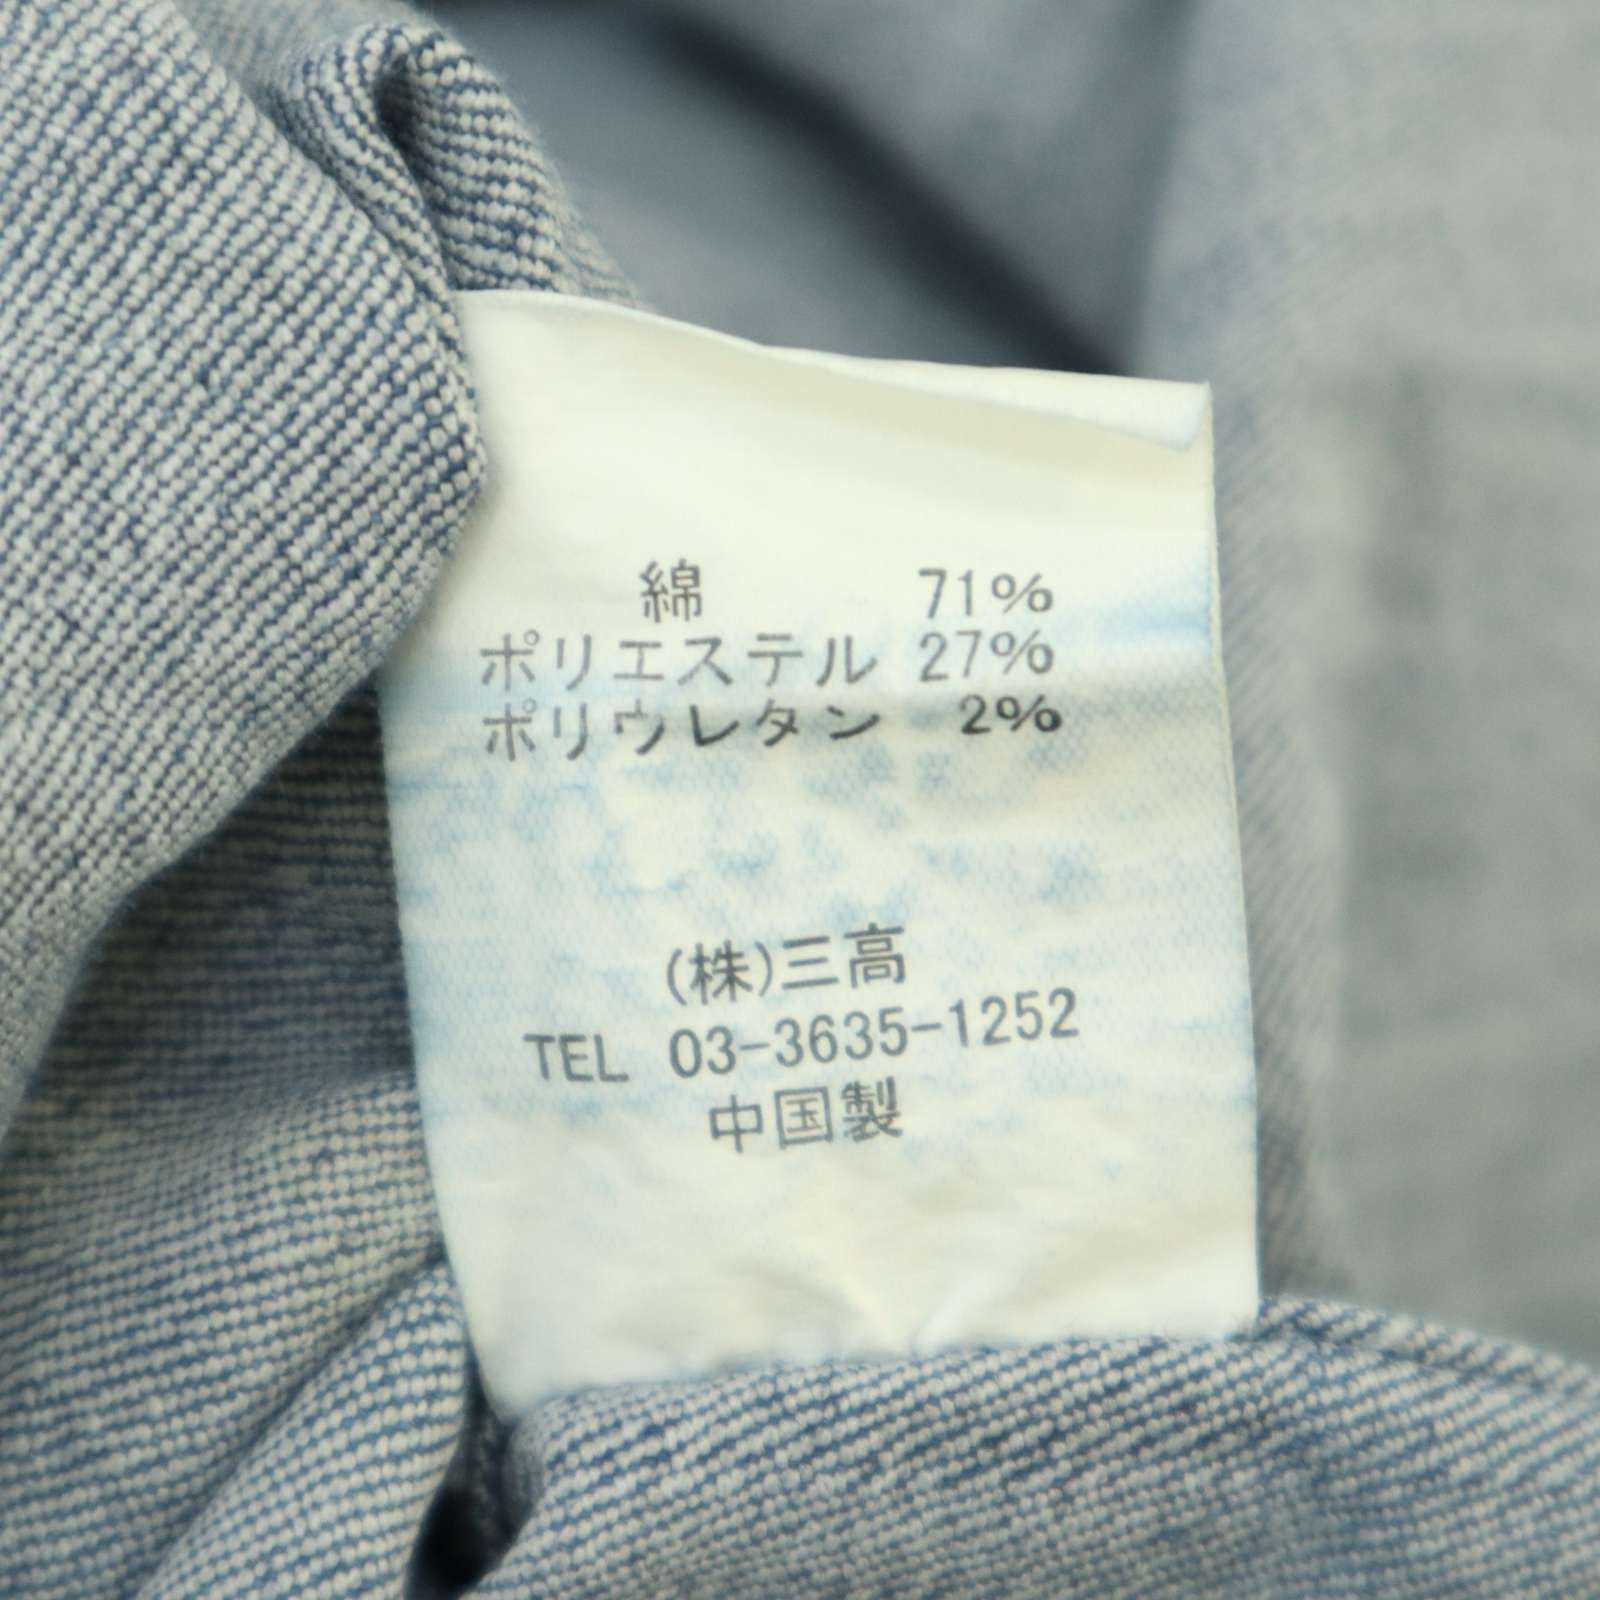 綿 71%
ポリエステル 27%
ポリウレタン 2%
(株)三高
TEL 03-3635-1252
中国製